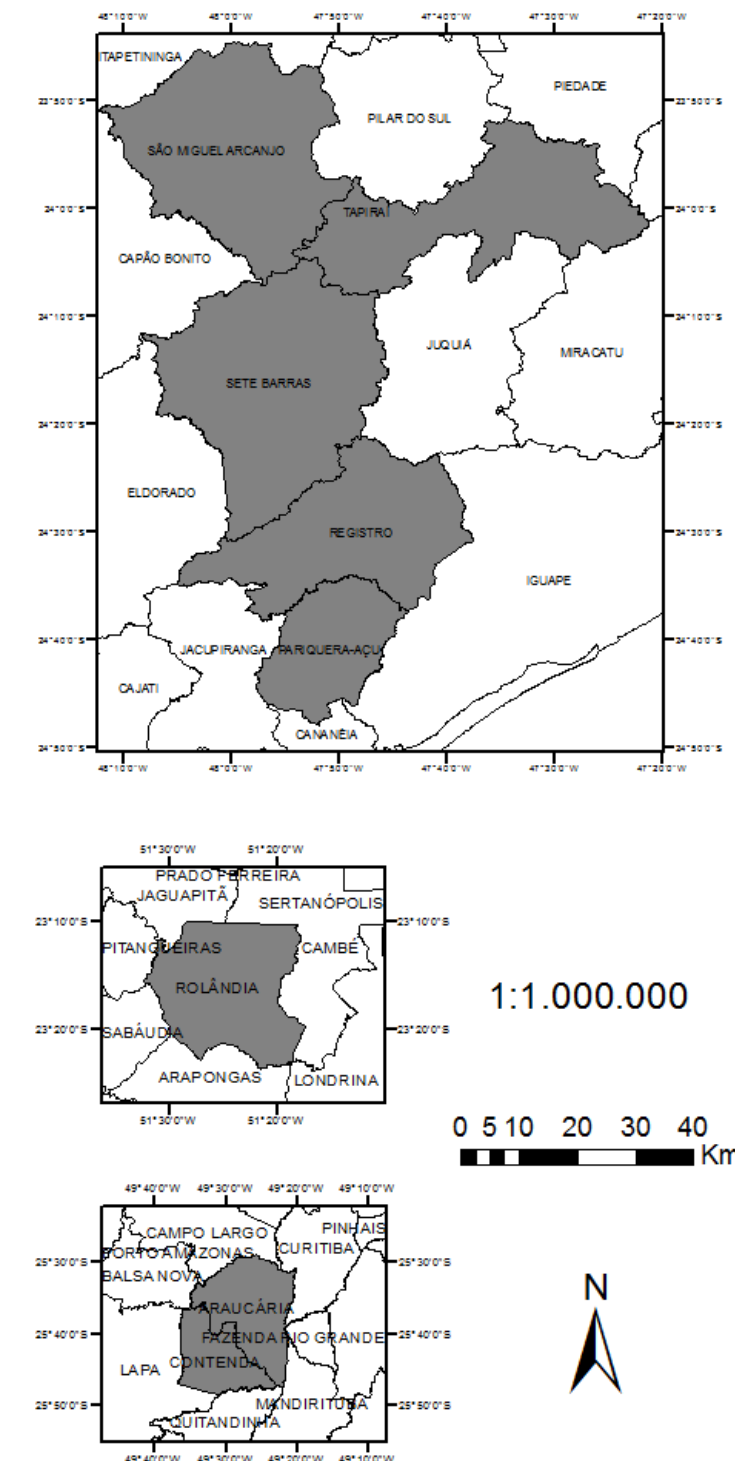 48°10'0"W 48°0'0"W 47°50'0"W 47°40'0"W 47°30'0"W 47°20'0"W
ITAPETININGA
PIEDADE
23°50'0"S 23°50'0"S
PILAR DO SUL
SÃO MIGUEL ARCANJO
24°0'0"S TAPIRAÍ 24°0'0"S
CAPÃO BONITO
24°10'0"S 24°10'0"S
JUQUIÁ
MIRACATU
SETE BARRAS
24°20'0"S 24°20'0"S
ELDORADO
24°30'0"S REGISTRO 24°30'0"S
IGUAPE
24°40'0"S 24°40'0"S
JACUPIRANGA PARIQUERA-AÇU
CAJATI
CANANÉIA
24°50'0"S 24°50'0"S
48°10'0"W 48°0'0"W 47°50'0"W 47°40'0"W 47°30'0"W 47°20'0"W
51°30'0"W 51°20'0"W
PRADO FERREIRA
JAGUAPITÃ
SERTANÓPOLIS
23°10'0"S 23°10'0"S
PITANGUEIRAS CAMBÉ
ROLÂNDIA
1:1.000.000
23°20'0"S 23°20'0"S
SABÁUDIA
ARAPONGAS LONDRINA
51°30'0"W 51°20'0"W
0 5 10 20 30 40
Km
49°40'0"W 49°30'0"W 49°20'0"W 49°10'0"W
PINHAIS
CAMPO LARGO
CURITIBA
PORTO AMAZONAS
25°30'0"S 25°30'0"S
BALSA NOVA
N
ARAUCÁRIA
25°40'0"S FAZENDA RIO GRANDE 25°40'0"S
CONTENDA
LAPA
MANDIRITUBA
25°50'0"S 25°50'0"S
QUITANDINHA
49°40'0"W 49°30'0"W 49°20'0"W 49°10'0"W